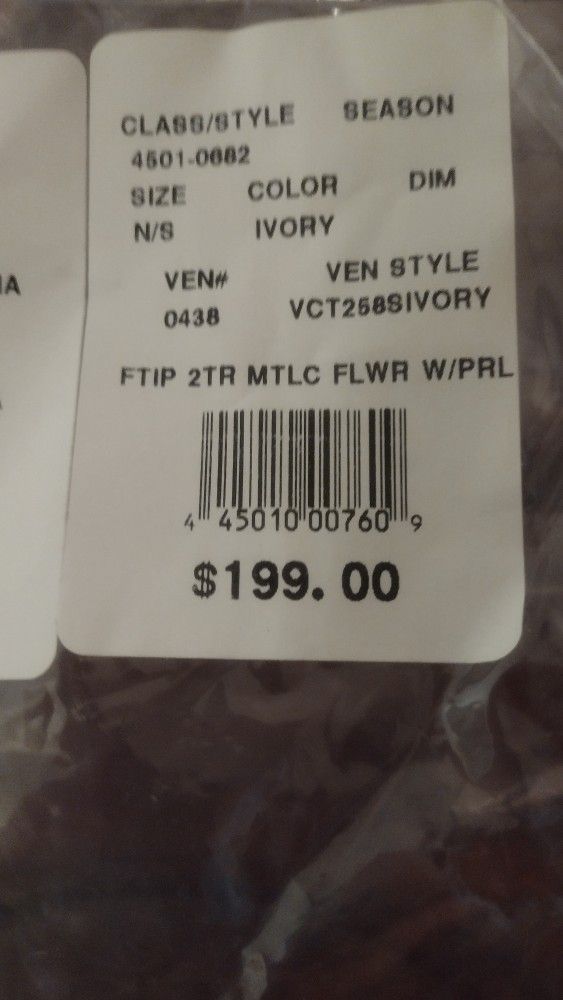 CLASS/STYLE SEASON
4501-0682
SIZE COLOR DIM
N/S IVORY
VEN# VEN STYLE
0438 VCT258SIVORY
FTIP 2TR MTLC FLWR W/PRL
4 45010 00760 9
$199.00